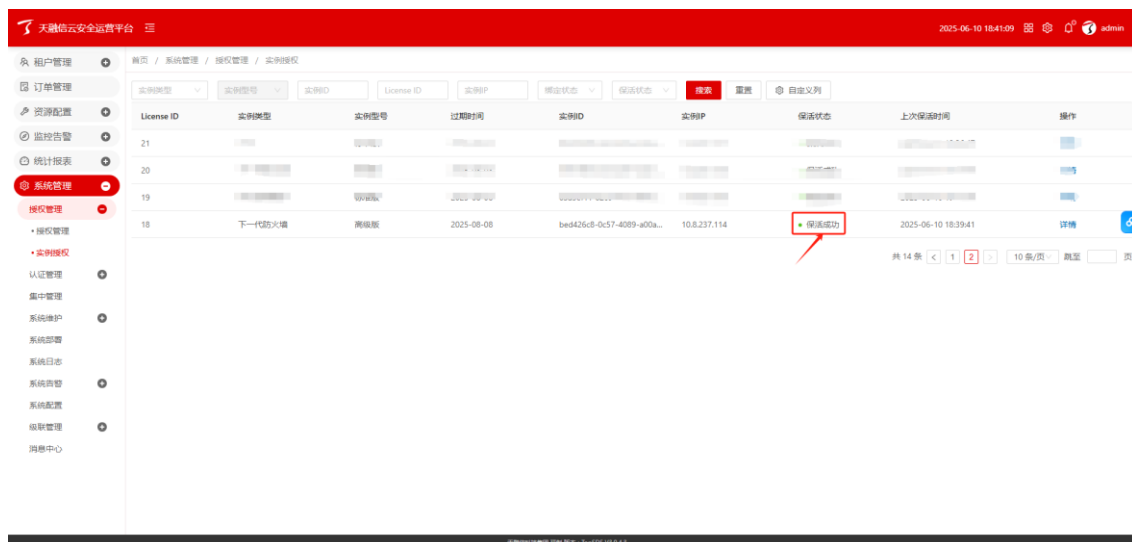 天融信云安全运营平台
2025-06-10 18:41:09 admin
首页 / 系统管理 / 授权管理 / 实例授权
租户管理
订单管理
资源配置
监控告警
统计报表
系统管理
授权管理
• 授权管理
• 实例授权
认证管理
集中管理
系统维护
系统部署
系统日志
系统告警
系统配置
级联管理
消息中心
实例类型 实例型号 实例ID License ID 实例IP 绑定状态 保活状态 搜索 重置 自定义列
License ID 实例类型 实例型号 过期时间 实例ID 实例IP 保活状态 上次保活时间 操作
21
20
19
18 下一代防火墙 高级版 2025-08-08 bed426c8-0c57-4089-a00a... 10.8.237.114 保活成功 2025-06-10 18:39:41 详情
共 14 条 < 1 2 > 10 条/页 跳至 页